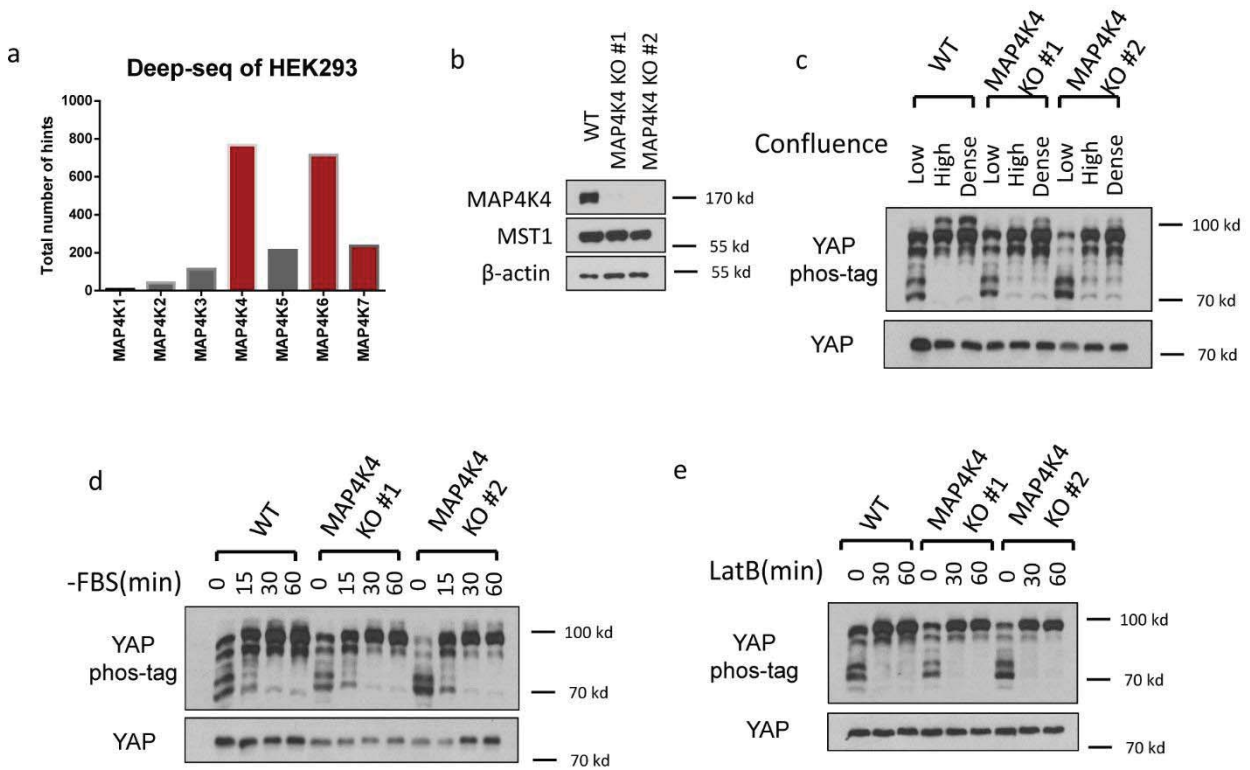 a
Deep-seq of HEK293
Total number of hints
1000
800
600
400
200
0
MAP4K1
MAP4K2
MAP4K3
MAP4K4
MAP4K5
MAP4K6
MAP4K7
b
WT
MAP4K4 KO #1
MAP4K4 KO #2
MAP4K4
170 kd
MST1
55 kd
β-actin
55 kd
c
WT
MAP4K4
KO #1
MAP4K4
KO #2
Confluence
Low
High
Dense
Low
High
Dense
Low
High
Dense
YAP
phos-tag
100 kd
70 kd
YAP
70 kd
d
WT
MAP4K4
KO #1
MAP4K4
KO #2
-FBS(min)
0
15
30
60
0
15
30
60
0
15
30
60
YAP
phos-tag
100 kd
70 kd
YAP
70 kd
e
WT
MAP4K4
KO #1
MAP4K4
KO #2
LatB(min)
0
30
60
0
30
60
0
30
60
YAP
phos-tag
100 kd
70 kd
YAP
70 kd